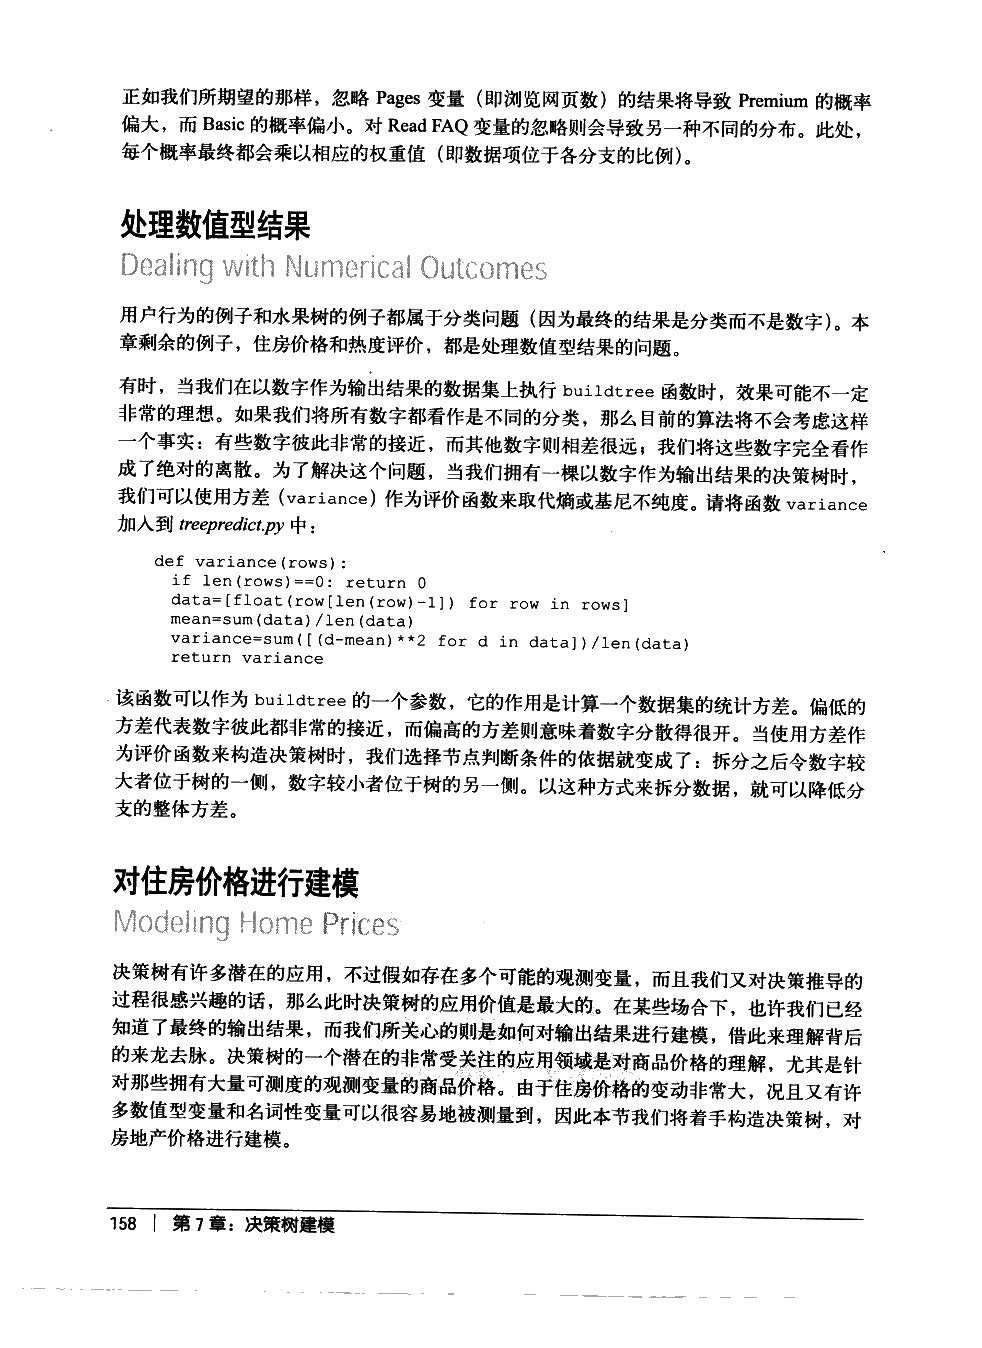 正如我们所期望的那样，忽略 Pages 变量（即浏览网页数）的结果将导致 Premium 的概率
偏大，而 Basic 的概率偏小。对 Read FAQ 变量的忽略则会导致另一种不同的分布。此处，
每个概率最终都会乘以相应的权重值（即数据项位于各分支的比例）。
处理数值型结果
Dealing with Numerical Outcomes
用户行为的例子和水果树的例子都属于分类问题（因为最终的结果是分类而不是数字）。本
章剩余的例子，住房价格和热度评价，都是处理数值型结果的问题。
有时，当我们在以数字作为输出结果的数据集上执行 buildtree 函数时，效果可能不一定
非常的理想。如果我们将所有数字都看作是不同的分类，那么目前的算法将不会考虑这样
一个事实：有些数字彼此非常的接近，而其他数字则相差很远；我们将这些数字完全看作
成了绝对的离散。为了解决这个问题，当我们拥有一棵以数字作为输出结果的决策树时，
我们可以使用方差（variance）作为评价函数来取代熵或基尼不纯度。请将函数 variance
加入到 treepredict.py 中：
def variance(rows):
  if len(rows)==0: return 0
  data=[float(row[len(row)-1]) for row in rows]
  mean=sum(data)/len(data)
  variance=sum([(d-mean)**2 for d in data])/len(data)
  return variance
该函数可以作为 buildtree 的一个参数，它的作用是计算一个数据集的统计方差。偏低的
方差代表数字彼此都非常的接近，而偏高的方差则意味着数字分散得很开。当使用方差作
为评价函数来构造决策树时，我们选择节点判断条件的依据就变成了：拆分之后令数字较
大者位于树的一侧，数字较小者位于树的另一侧。以这种方式来拆分数据，就可以降低分
支的整体方差。
对住房价格进行建模
Modeling Home Prices
决策树有许多潜在的应用，不过假如存在多个可能的观测变量，而且我们又对决策推导的
过程很感兴趣的话，那么此时决策树的应用价值是最大的。在某些场合下，也许我们已经
知道了最终的输出结果，而我们所关心的则是如何对输出结果进行建模，借此来理解背后
的来龙去脉。决策树的一个潜在的非常受关注的应用领域是对商品价格的理解，尤其是针
对那些拥有大量可测度的观测变量的商品价格。由于住房价格的变动非常大，况且又有许
多数值型变量和名词性变量可以很容易地被测量到，因此本节我们将着手构造决策树，对
房地产价格进行建模。
158 | 第 7 章：决策树建模